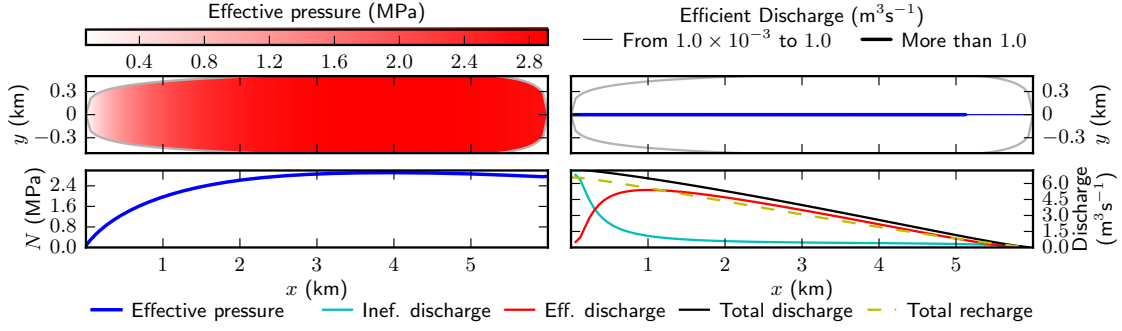 Effective pressure (MPa)
0.4 0.8 1.2 1.6 2.0 2.4 2.8
Efficient Discharge (m³s⁻¹)
From 1.0 × 10⁻³ to 1.0 More than 1.0
y (km)
0.3
0
−0.3
0.3
0
−0.3
y (km)
N (MPa)
2.4
1.6
0.8
0.0
1 2 3 4 5
x (km)
6.0
4.5
3.0
1.5
0.0
Discharge
(m³s⁻¹)
1 2 3 4 5
x (km)
Effective pressure Inef. discharge Eff. discharge Total discharge Total recharge